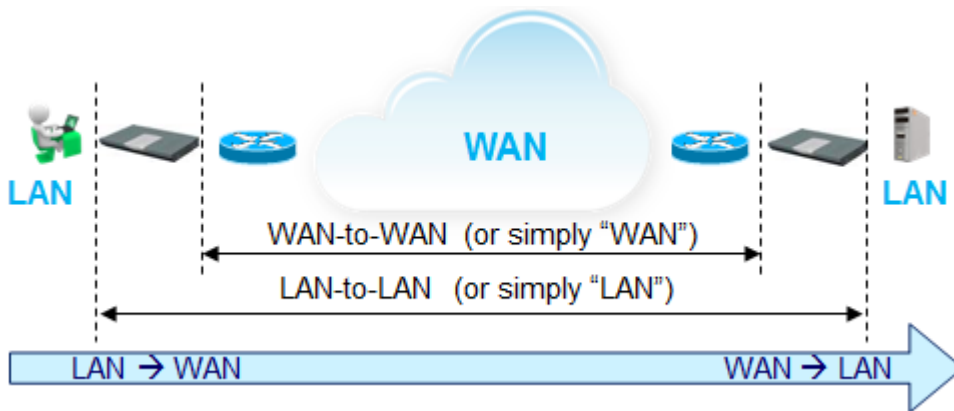 WAN
LAN
LAN
WAN-to-WAN (or simply “WAN”)
LAN-to-LAN (or simply “LAN”)
LAN → WAN
WAN → LAN